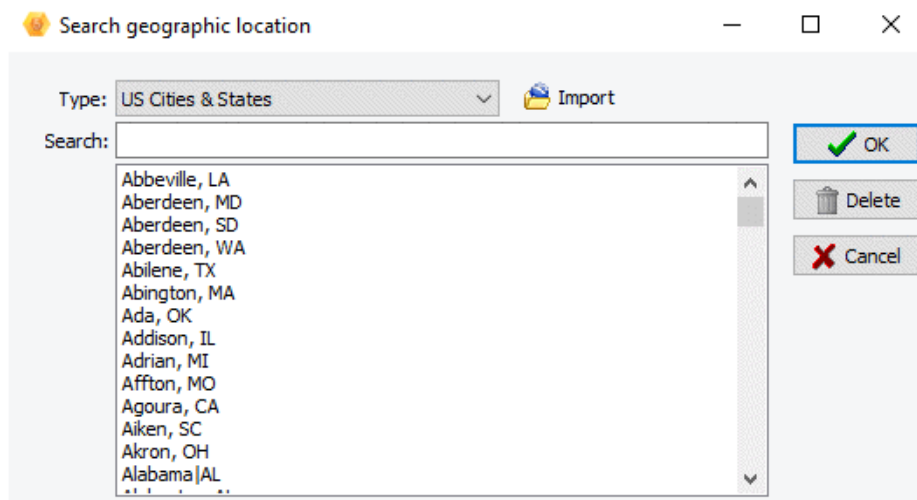 Search geographic location
Type: US Cities & States
Import
Search:
OK
Delete
Cancel
Abbeville, LA
Aberdeen, MD
Aberdeen, SD
Aberdeen, WA
Abilene, TX
Abington, MA
Ada, OK
Addison, IL
Adrian, MI
Affton, MO
Agoura, CA
Aiken, SC
Akron, OH
Alabama|AL